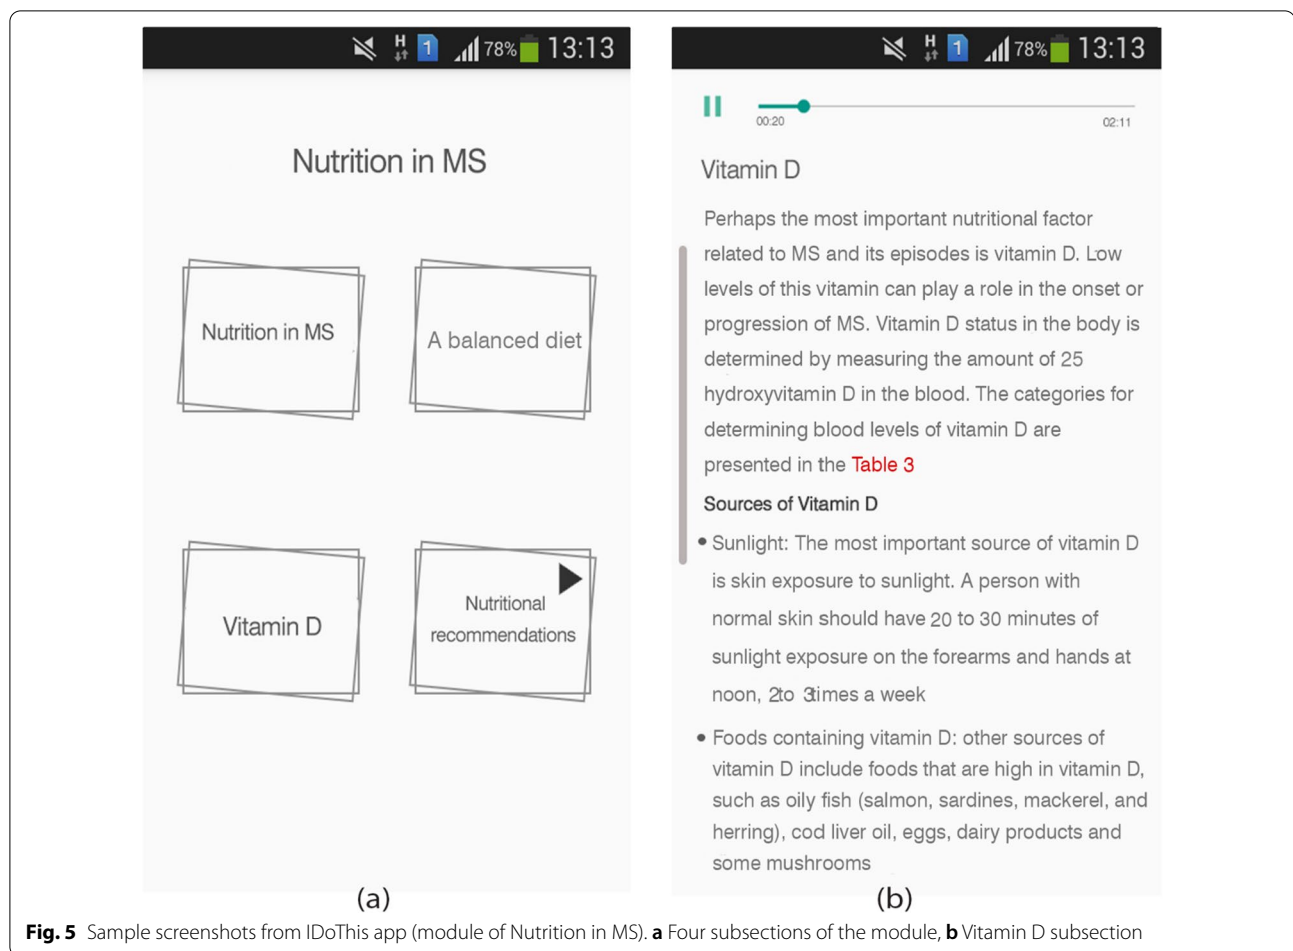 H 1 78% 13:13
Nutrition in MS
Nutrition in MS
A balanced diet
Vitamin D
Nutritional
recommendations
(a)
H 1 78% 13:13
00:20
02:11
Vitamin D
Perhaps the most important nutritional factor
related to MS and its episodes is vitamin D. Low
levels of this vitamin can play a role in the onset or
progression of MS. Vitamin D status in the body is
determined by measuring the amount of 25
hydroxyvitamin D in the blood. The categories for
determining blood levels of vitamin D are
presented in the Table 3
Sources of Vitamin D
• Sunlight: The most important source of vitamin D
is skin exposure to sunlight. A person with
normal skin should have 20 to 30 minutes of
sunlight exposure on the forearms and hands at
noon, 2to 3times a week
• Foods containing vitamin D: other sources of
vitamin D include foods that are high in vitamin D,
such as oily fish (salmon, sardines, mackerel, and
herring), cod liver oil, eggs, dairy products and
some mushrooms
(b)
Fig. 5 Sample screenshots from IDoThis app (module of Nutrition in MS). a Four subsections of the module, b Vitamin D subsection